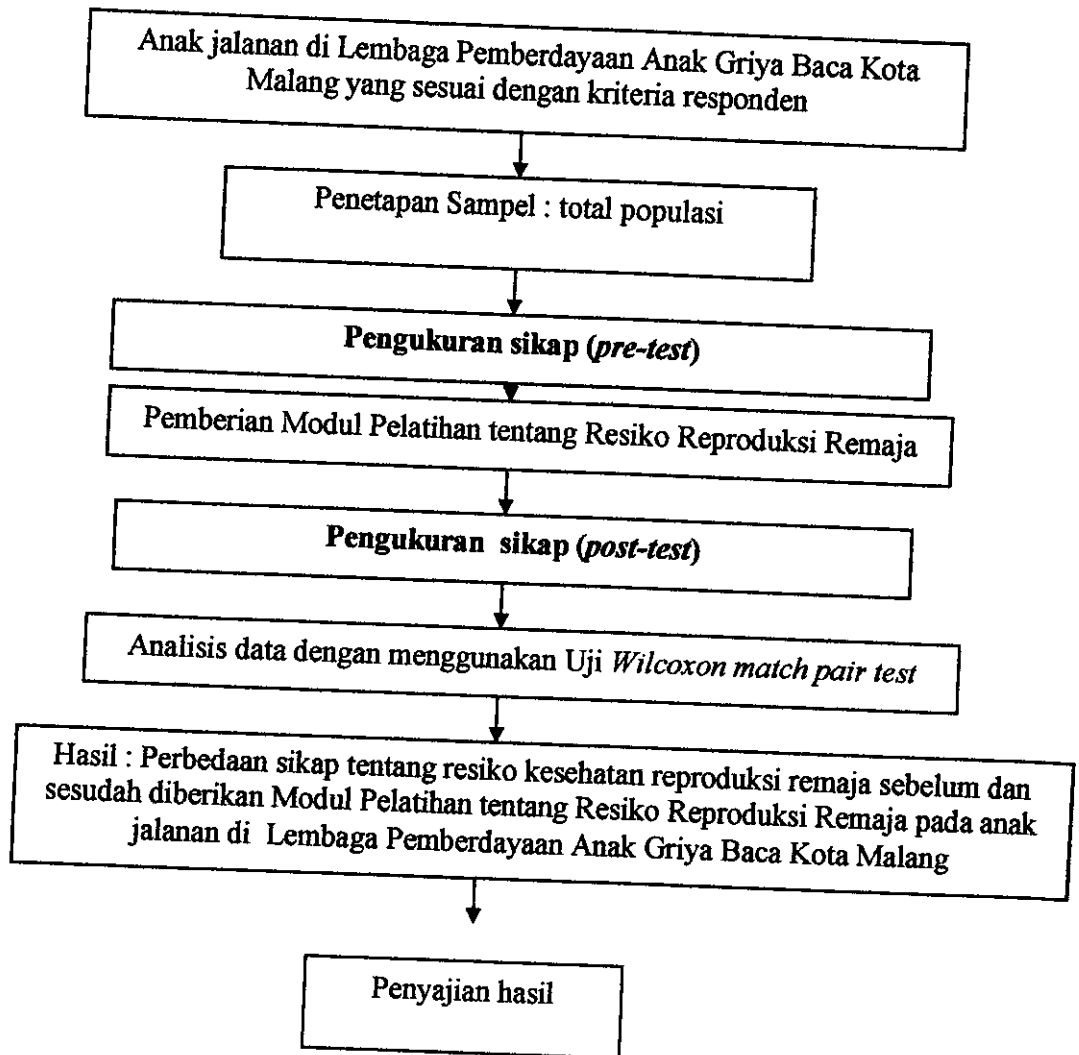 Anak jalanan di Lembaga Pemberdayaan Anak Griya Baca Kota
Malang yang sesuai dengan kriteria responden
Penetapan Sampel : total populasi
Pengukuran sikap (pre-test)
Pemberian Modul Pelatihan tentang Resiko Reproduksi Remaja
Pengukuran sikap (post-test)
Analisis data dengan menggunakan Uji Wilcoxon match pair test
Hasil : Perbedaan sikap tentang resiko kesehatan reproduksi remaja sebelum dan
sesudah diberikan Modul Pelatihan tentang Resiko Reproduksi Remaja pada anak
jalanan di Lembaga Pemberdayaan Anak Griya Baca Kota Malang
Penyajian hasil